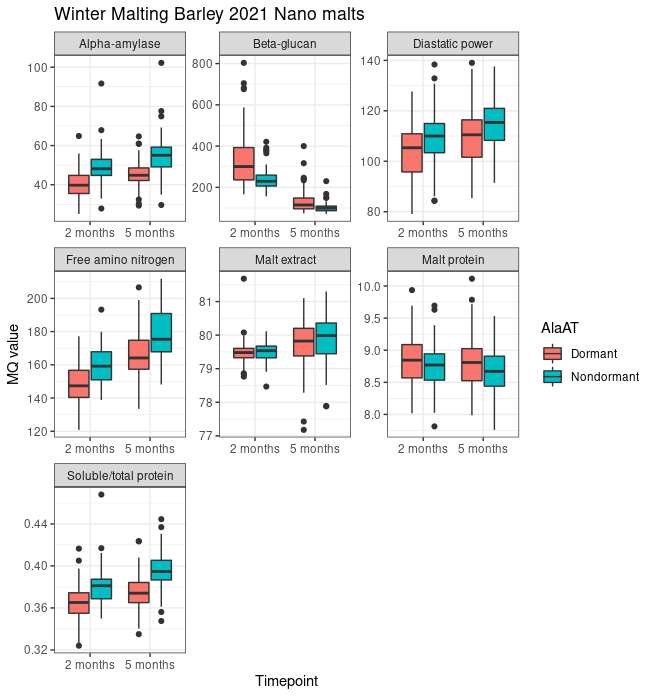 Winter Malting Barley 2021 Nano malts
Alpha-amylase
Beta-glucan
Diastatic power
100
80
60
40
800
600
400
200
140
120
100
80
2 months 5 months
2 months 5 months
2 months 5 months
Free amino nitrogen
Malt extract
Malt protein
200
180
160
140
120
81
80
79
78
77
10.0
9.5
9.0
8.5
8.0
2 months 5 months
2 months 5 months
2 months 5 months
Soluble/total protein
0.44
0.40
0.36
0.32
2 months 5 months
MQ value
Timepoint
AlaAT
Dormant
Nondormant